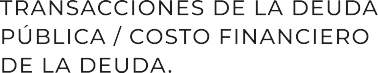 TRANSACCIONES DE LA DEUDA
PÚBLICA / COSTO FINANCIERO
DE LA DEUDA.